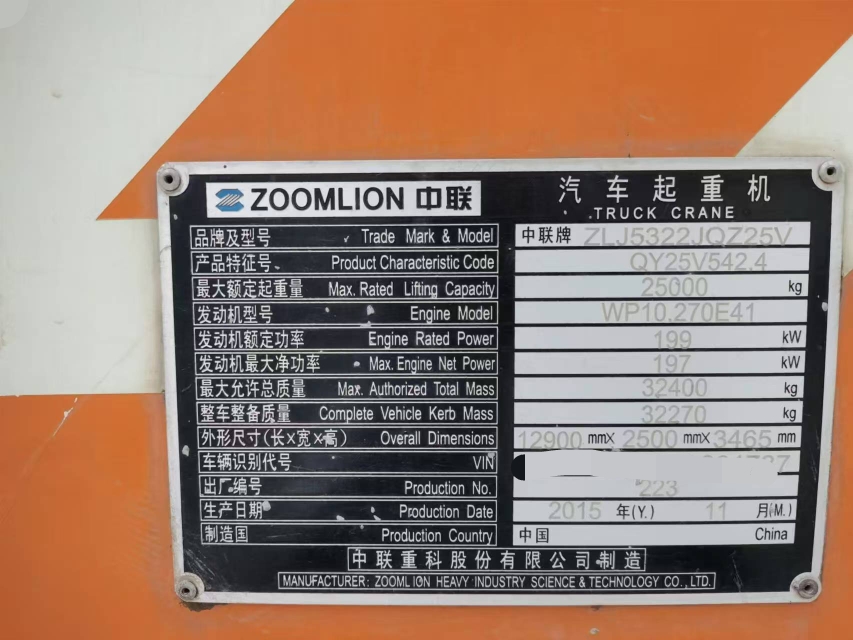 ZOOMLION 中联
汽车起重机
TRUCK CRANE
品牌及型号 Trade Mark & Model 中联牌 ZLJ5322JQZ25V
产品特征号 Product Characteristic Code QY25V542.4
最大额定起重量 Max. Rated Lifting Capacity 25000 kg
发动机型号 Engine Model WP10.270E41
发动机额定功率 Engine Rated Power 199 kW
发动机最大净功率 Max. Engine Net Power 197 kW
最大允许总质量 Max. Authorized Total Mass 32400 kg
整车整备质量 Complete Vehicle Kerb Mass 32270 kg
外形尺寸(长×宽×高) Overall Dimensions 12900 mm× 2500 mm× 3465 mm
车辆识别代号 VIN
出厂编号 Production No. 223
生产日期 Production Date 2015 年(Y.) 11 月(M.)
制造国 Production Country 中国 China
中联重科股份有限公司制造
MANUFACTURER: ZOOMLION HEAVY INDUSTRY SCIENCE & TECHNOLOGY CO., LTD.